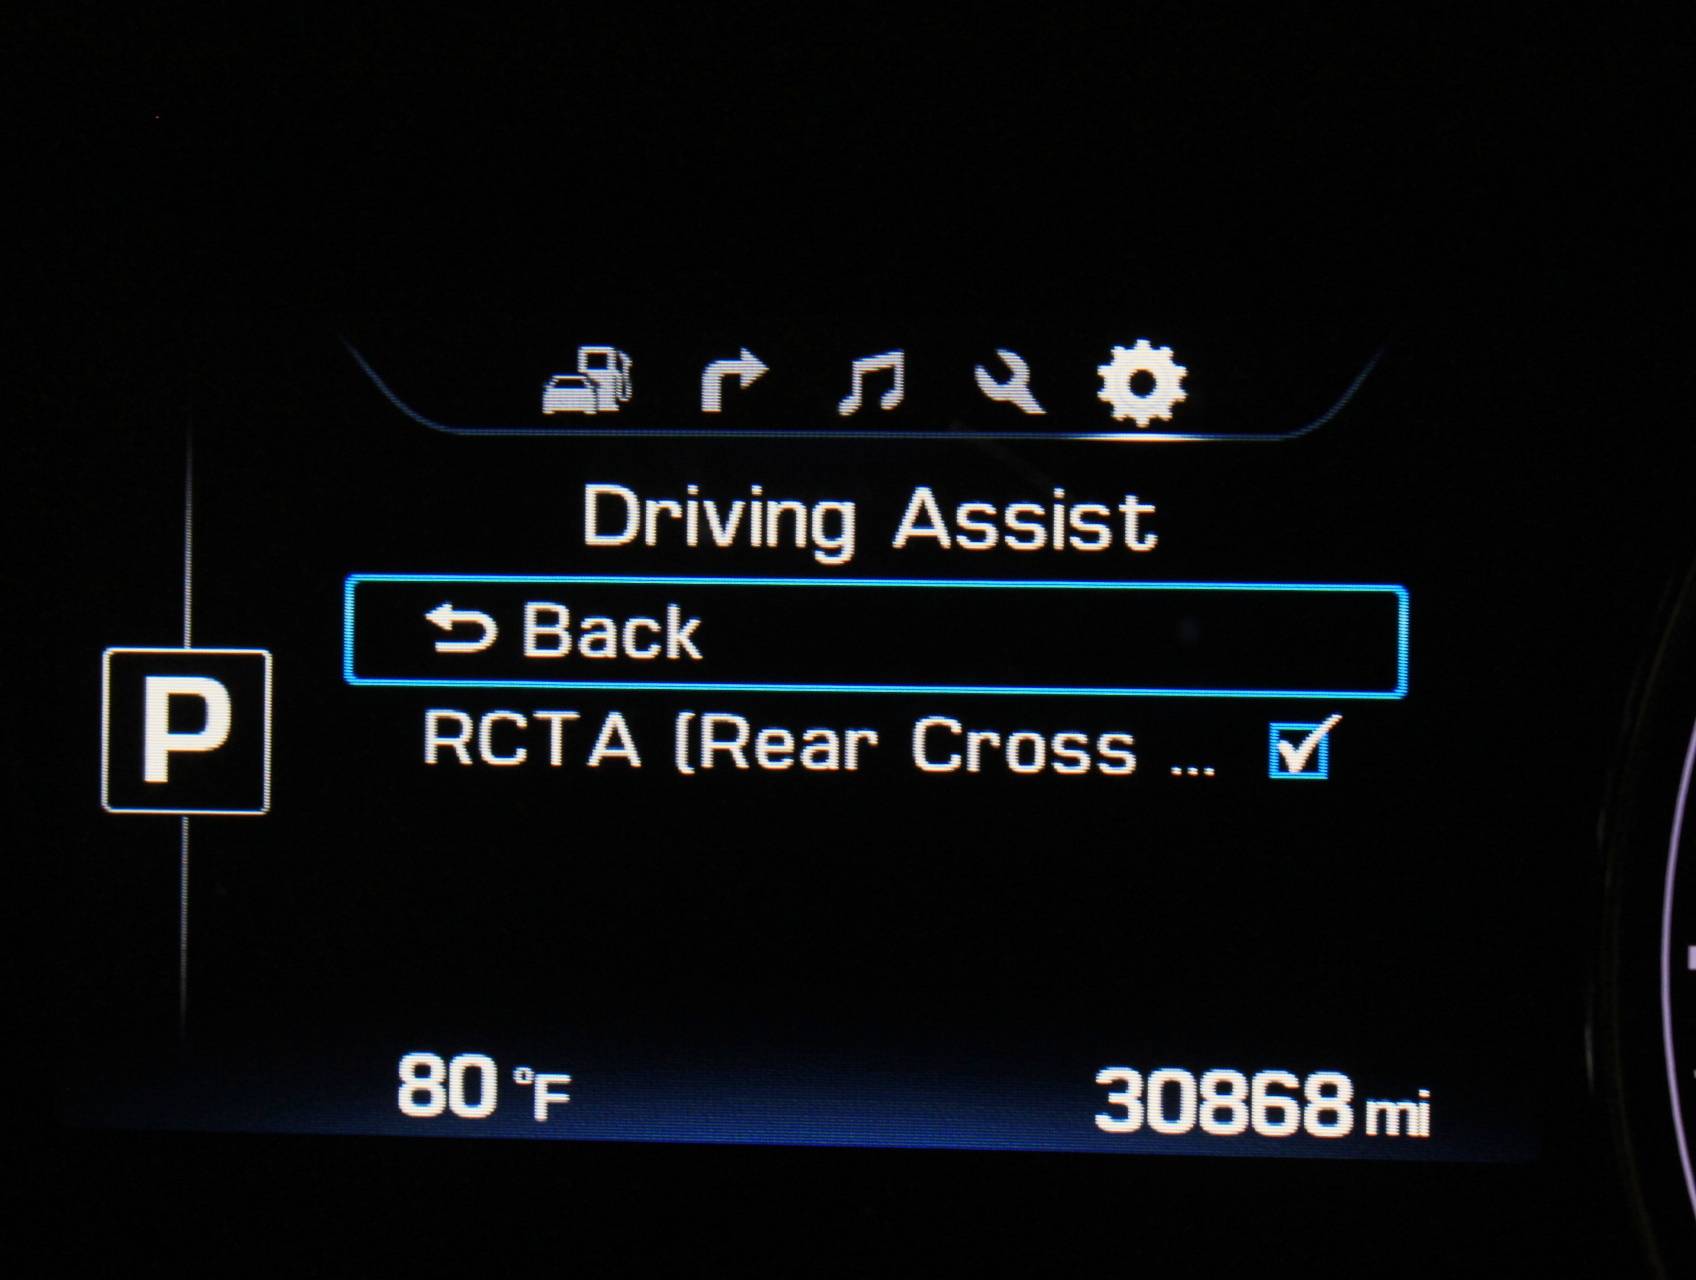 Driving Assist
Back
P
RCTA (Rear Cross ...
80 °F
30868 mi